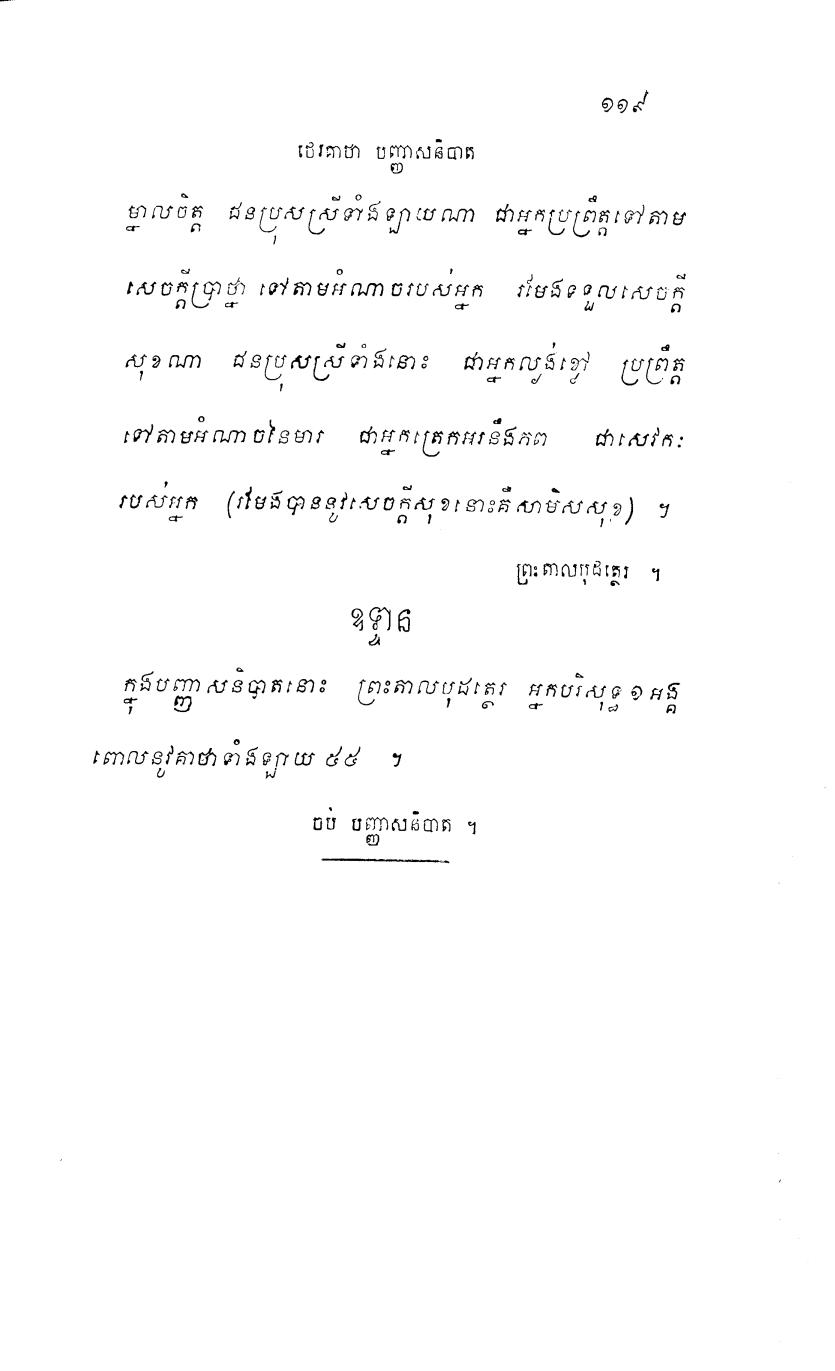 ១១៩
ថេរគាថា បញ្ញាសនិបាត
ម្នាលចិត្ត ជនប្រុសស្រីទាំងឡាយណា ជាអ្នកប្រព្រឹត្តទៅតាម
សេចក្តីប្រាថ្នា ទៅតាមអំណាចរបស់អ្នក រមែងទទួលសេចក្តី
សុខណា ជនប្រុសស្រីទាំងនោះ ជាអ្នកល្ងង់ខ្លៅ ប្រព្រឹត្ត
ទៅតាមអំណាចនៃមារ ជាអ្នកត្រេកអរនឹងភព ជាសេវកៈ
របស់អ្នក (រមែងបាននូវសេចក្តីសុខនោះគឺសាមិសសុខ) ។
ព្រះតាលបុដត្ថេរ ។
ឧទ្ទាន
ក្នុងបញ្ញាសនិបាតនោះ ព្រះតាលបុដត្ថេរ អ្នកបរិសុទ្ធ ១ អង្គ
ពោលនូវគាថាទាំងឡាយ ៥៥ ។
ចប់ បញ្ញាសនិបាត ។